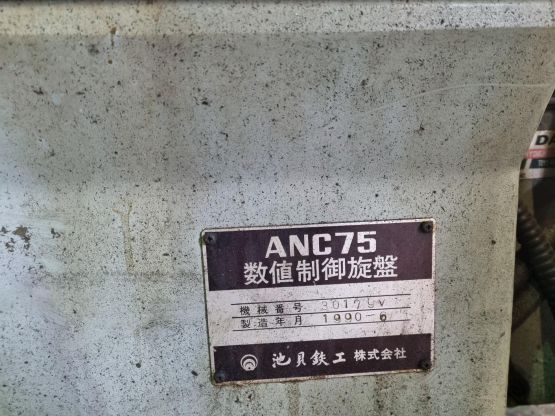 ANC75
数値制御旋盤
機械番号
製造年月 1990-6
池貝鉄工 株式会社